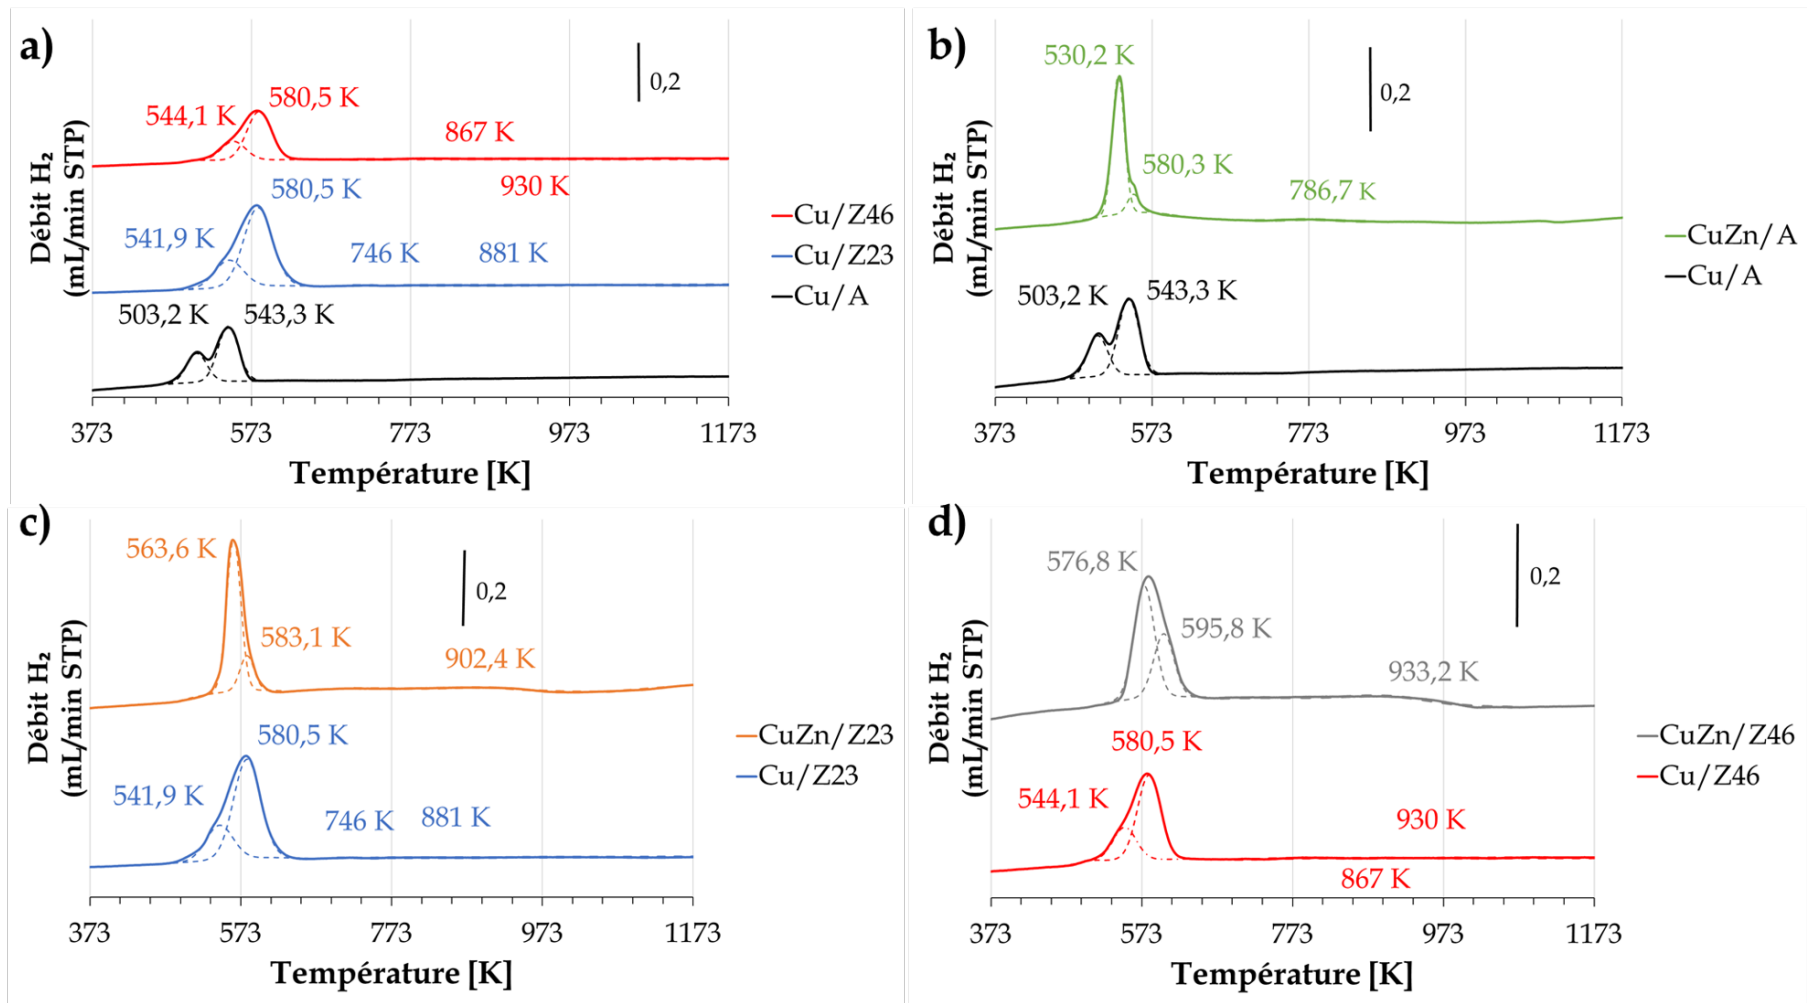 a)
580,5 K
544,1 K
867 K
0,2
580,5 K
930 K
541,9 K
746 K
881 K
503,2 K
543,3 K
Débit H₂
(mL/min STP)
Cu/Z46
Cu/Z23
Cu/A
373
573
773
973
1173
Température [K]
b)
530,2 K
0,2
580,3 K
786,7 K
503,2 K
543,3 K
Débit H₂
(mL/min STP)
CuZn/A
Cu/A
373
573
773
973
1173
Température [K]
c)
563,6 K
0,2
583,1 K
902,4 K
580,5 K
541,9 K
746 K
881 K
Débit H₂
(mL/min STP)
CuZn/Z23
Cu/Z23
373
573
773
973
1173
Température [K]
d)
576,8 K
0,2
595,8 K
933,2 K
580,5 K
544,1 K
930 K
867 K
Débit H₂
(mL/min STP)
CuZn/Z46
Cu/Z46
373
573
773
973
1173
Température [K]